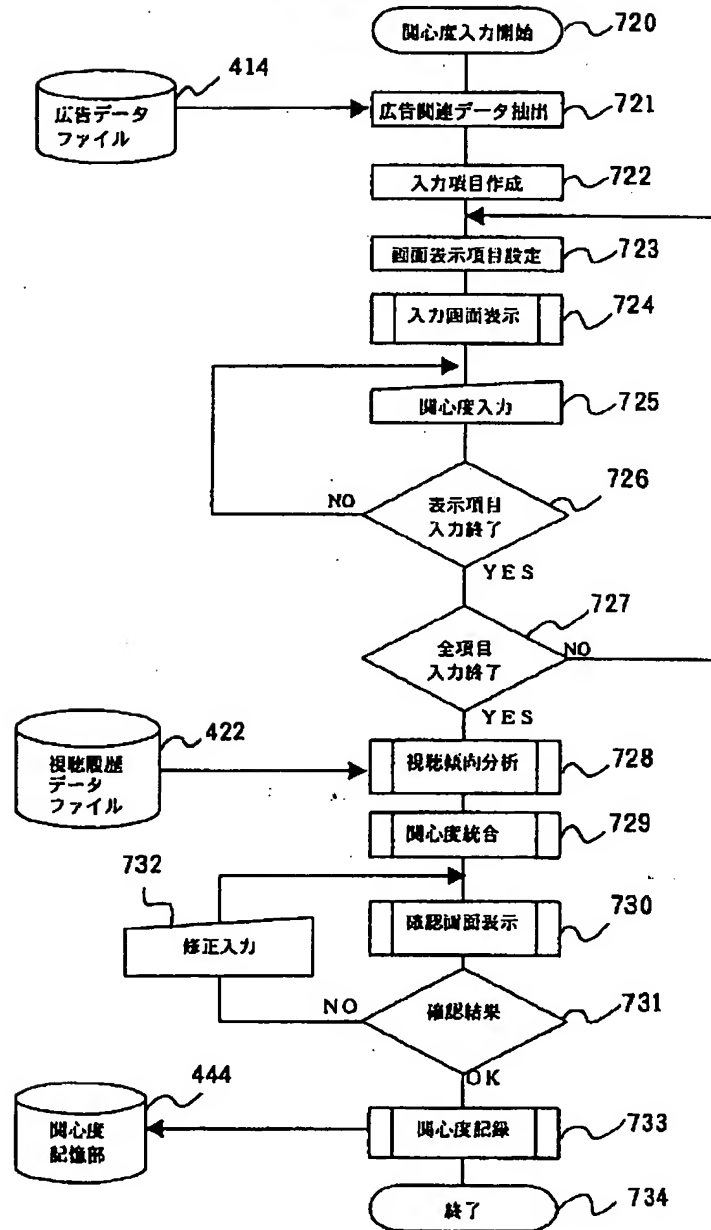 関心度入力開始
720
414
広告データ
ファイル
広告関連データ抽出
721
入力項目作成
722
画面表示項目設定
723
入力画面表示
724
関心度入力
725
表示項目
入力終了
726
NO
YES
全項目
入力終了
727
NO
YES
422
視聴履歴
データ
ファイル
視聴傾向分析
728
関心度統合
729
732
修正入力
確認画面表示
730
確認結果
731
NO
OK
444
関心度
記憶部
関心度記録
733
終了
734